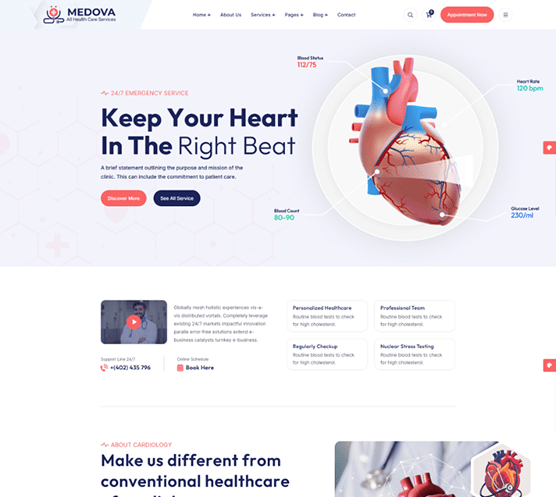 MEDOVA
All Health Care Services
Home +
About Us
Services +
Pages +
Blog +
Contact
Appointment Now
24/7 EMERGENCY SERVICE
Keep Your Heart
In The Right Beat
A brief statement outlining the purpose and mission of the
clinic. This can include the commitment to patient care.
Discover More
See All Service
Blood Status
112/75
Heart Rate
120 bpm
Blood Count
80-90
Glucose Level
230/ml
Globally mesh holistic experiences vis-a-
vis distributed vortals. Completely leverage
existing 24/7 markets impactful innovation
parallе error-free solutions extend e-
business catalysts turnkey e-business.
Support Line 24/7
+(402) 435 796
Online Schedule
Book Here
Personalized Healthcare
Routine blood tests to check
for high cholesterol.
Professional Team
Routine blood tests to check
for high cholesterol.
Regularly Checkup
Routine blood tests to check
for high cholesterol.
Nuclear Stress Testing
Routine blood tests to check
for high cholesterol.
ABOUT CARDIOLOGY
Make us different from
conventional healthcare